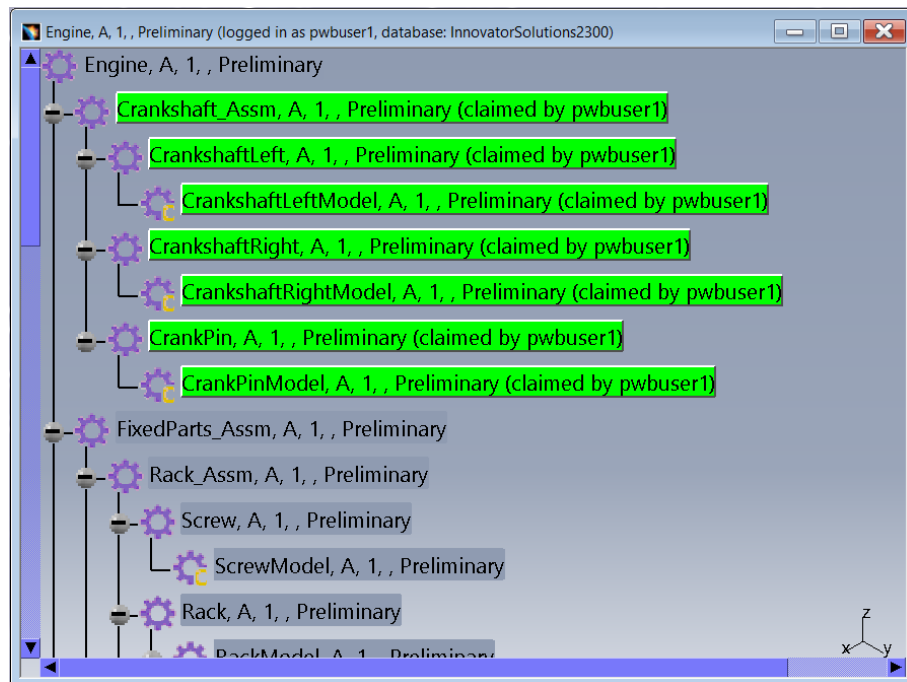 Engine, A, 1, , Preliminary (logged in as pwbuser1, database: InnovatorSolutions2300)
Engine, A, 1, , Preliminary
Crankshaft_Assm, A, 1, , Preliminary (claimed by pwbuser1)
CrankshaftLeft, A, 1, , Preliminary (claimed by pwbuser1)
CrankshaftLeftModel, A, 1, , Preliminary (claimed by pwbuser1)
CrankshaftRight, A, 1, , Preliminary (claimed by pwbuser1)
CrankshaftRightModel, A, 1, , Preliminary (claimed by pwbuser1)
CrankPin, A, 1, , Preliminary (claimed by pwbuser1)
CrankPinModel, A, 1, , Preliminary (claimed by pwbuser1)
FixedParts_Assm, A, 1, , Preliminary
Rack_Assm, A, 1, , Preliminary
Screw, A, 1, , Preliminary
ScrewModel, A, 1, , Preliminary
Rack, A, 1, , Preliminary
RackModel, A, 1, , Preliminary
z
x y